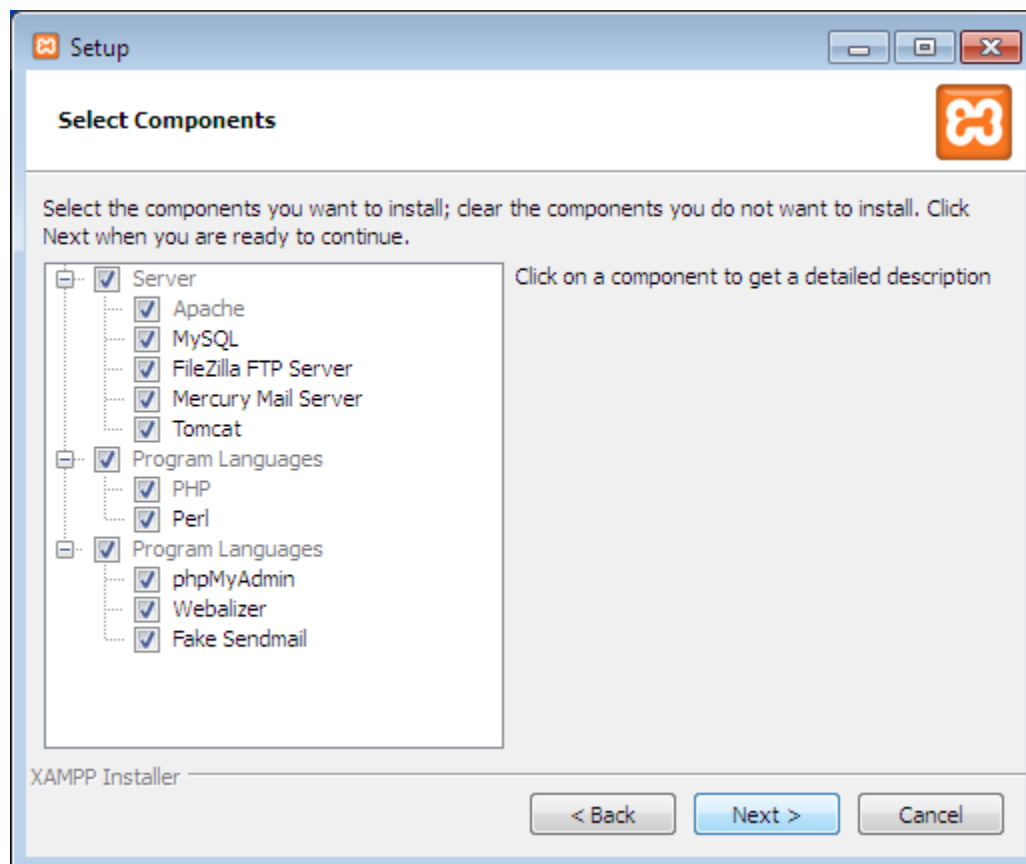 Setup
Select Components
Select the components you want to install; clear the components you do not want to install. Click
Next when you are ready to continue.
Server
Apache
MySQL
FileZilla FTP Server
Mercury Mail Server
Tomcat
Program Languages
PHP
Perl
Program Languages
phpMyAdmin
Webalizer
Fake Sendmail
Click on a component to get a detailed description
XAMPP Installer
< Back
Next >
Cancel